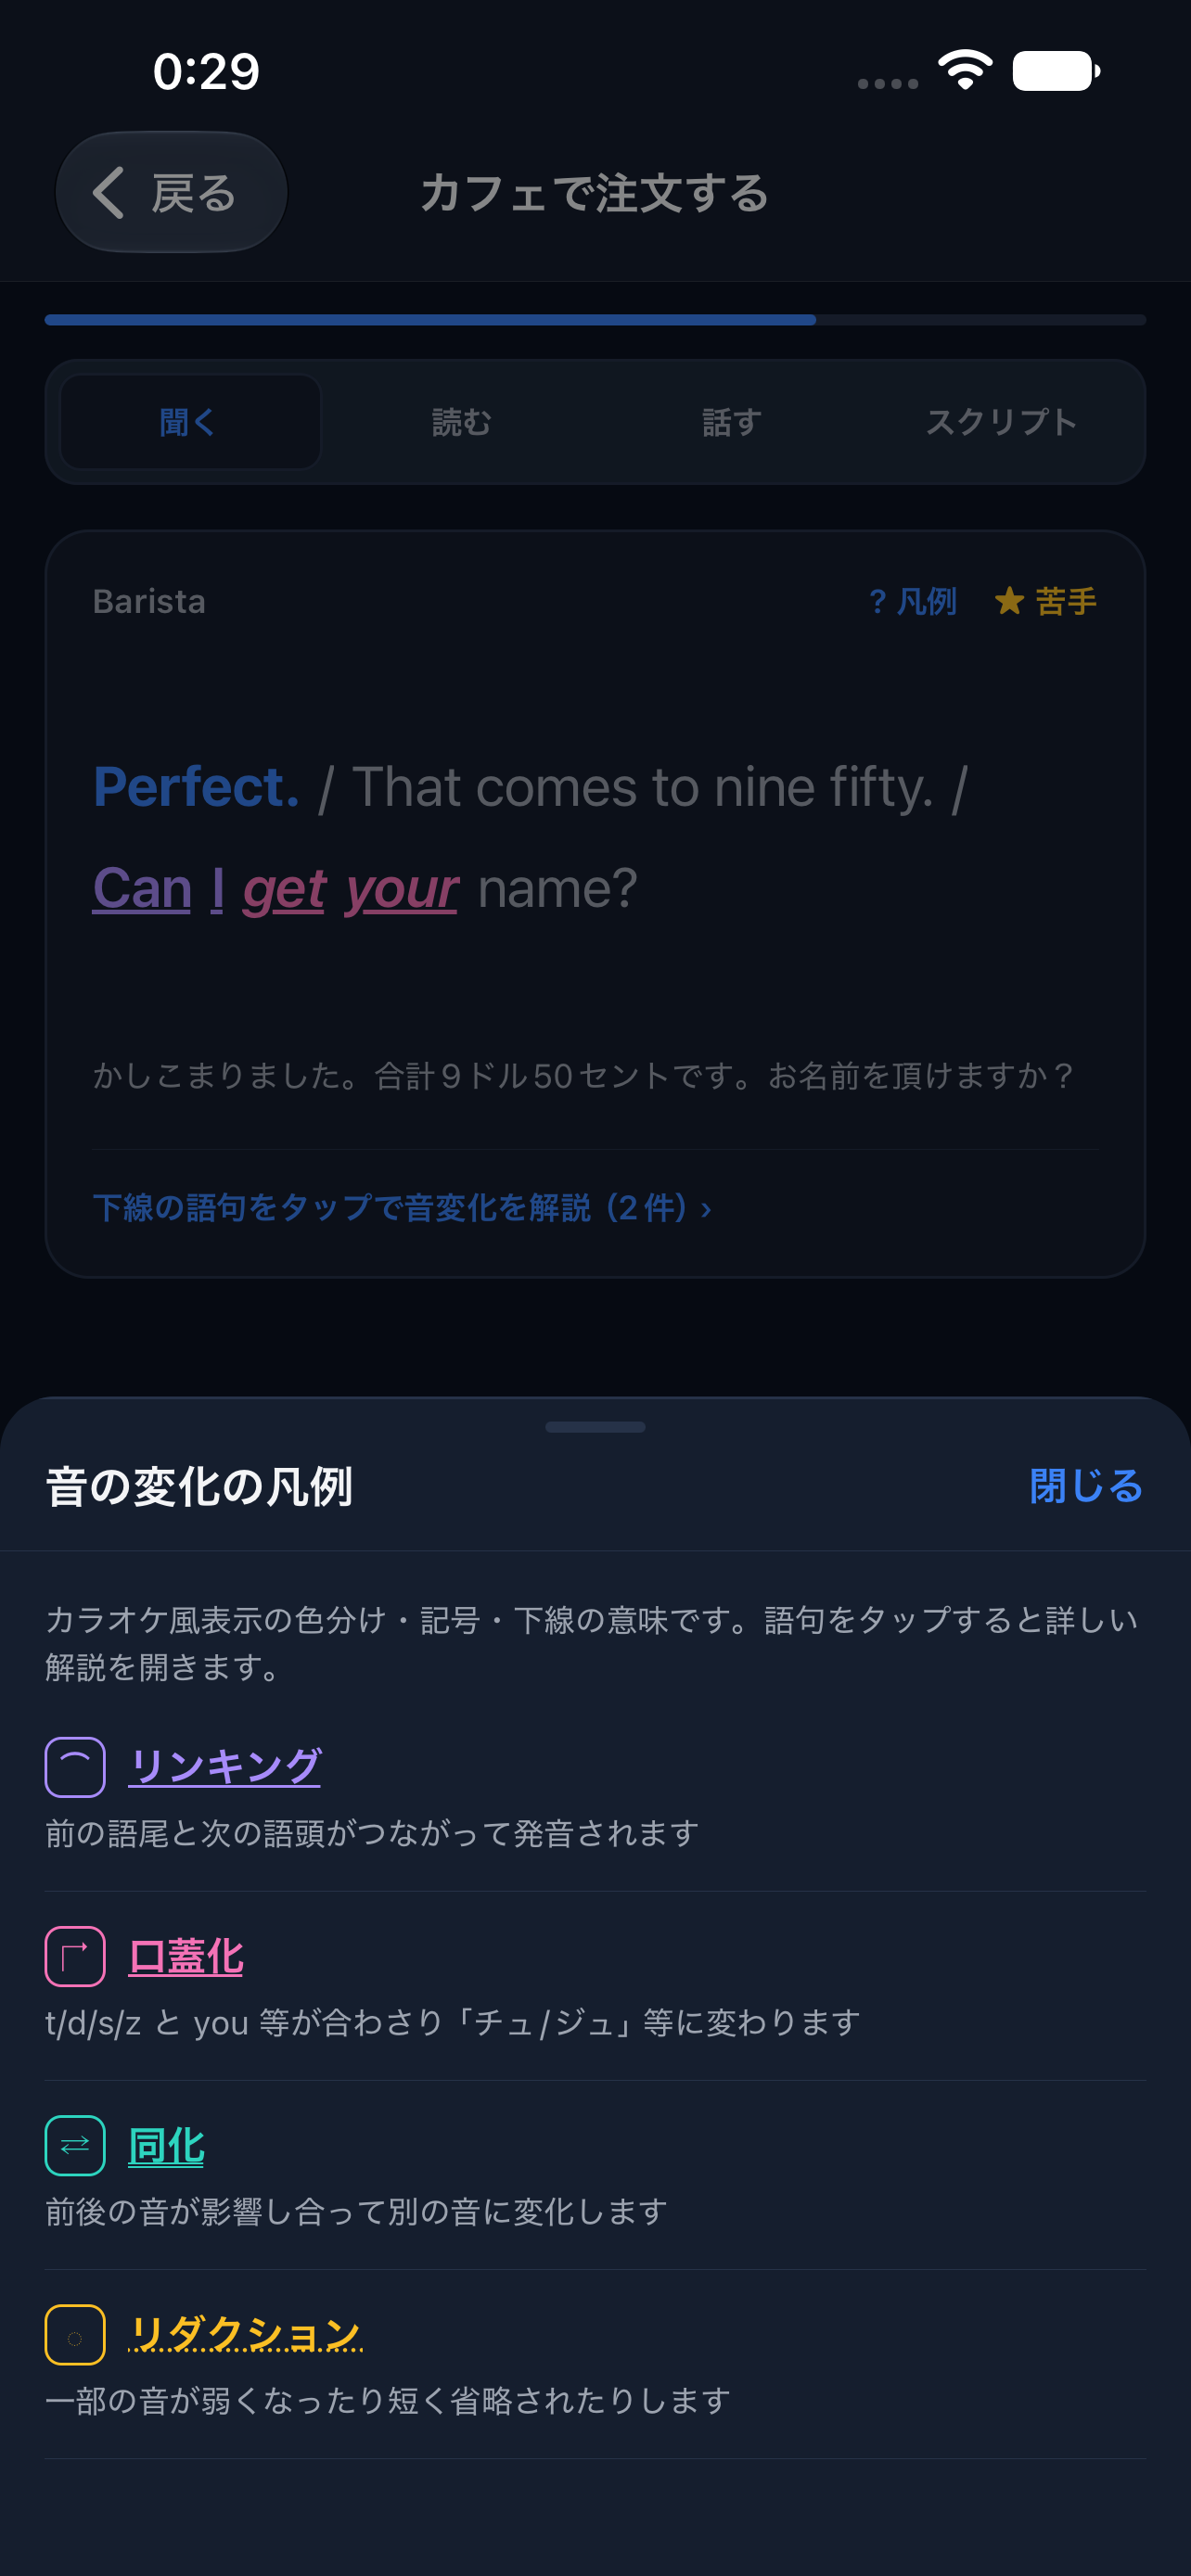 0:29
戻る
カフェで注文する
聞く 読む 話す スクリプト
Barista ? 凡例 ★ 苦手
Perfect. / That comes to nine fifty. /
Can I get your name?
かしこまりました。合計9ドル50セントです。お名前を頂けますか？
下線の語句をタップで音変化を解説（2件）›
音の変化の凡例 閉じる
カラオケ風表示の色分け・記号・下線の意味です。語句をタップすると詳しい
解説を開きます。
⌒ リンキング
前の語尾と次の語頭がつながって発音されます
↱ 口蓋化
t/d/s/z と you 等が合わさり「チュ/ジュ」等に変わります
⇄ 同化
前後の音が影響し合って別の音に変化します
◌ リダクション
一部の音が弱くなったり短く省略されたりします